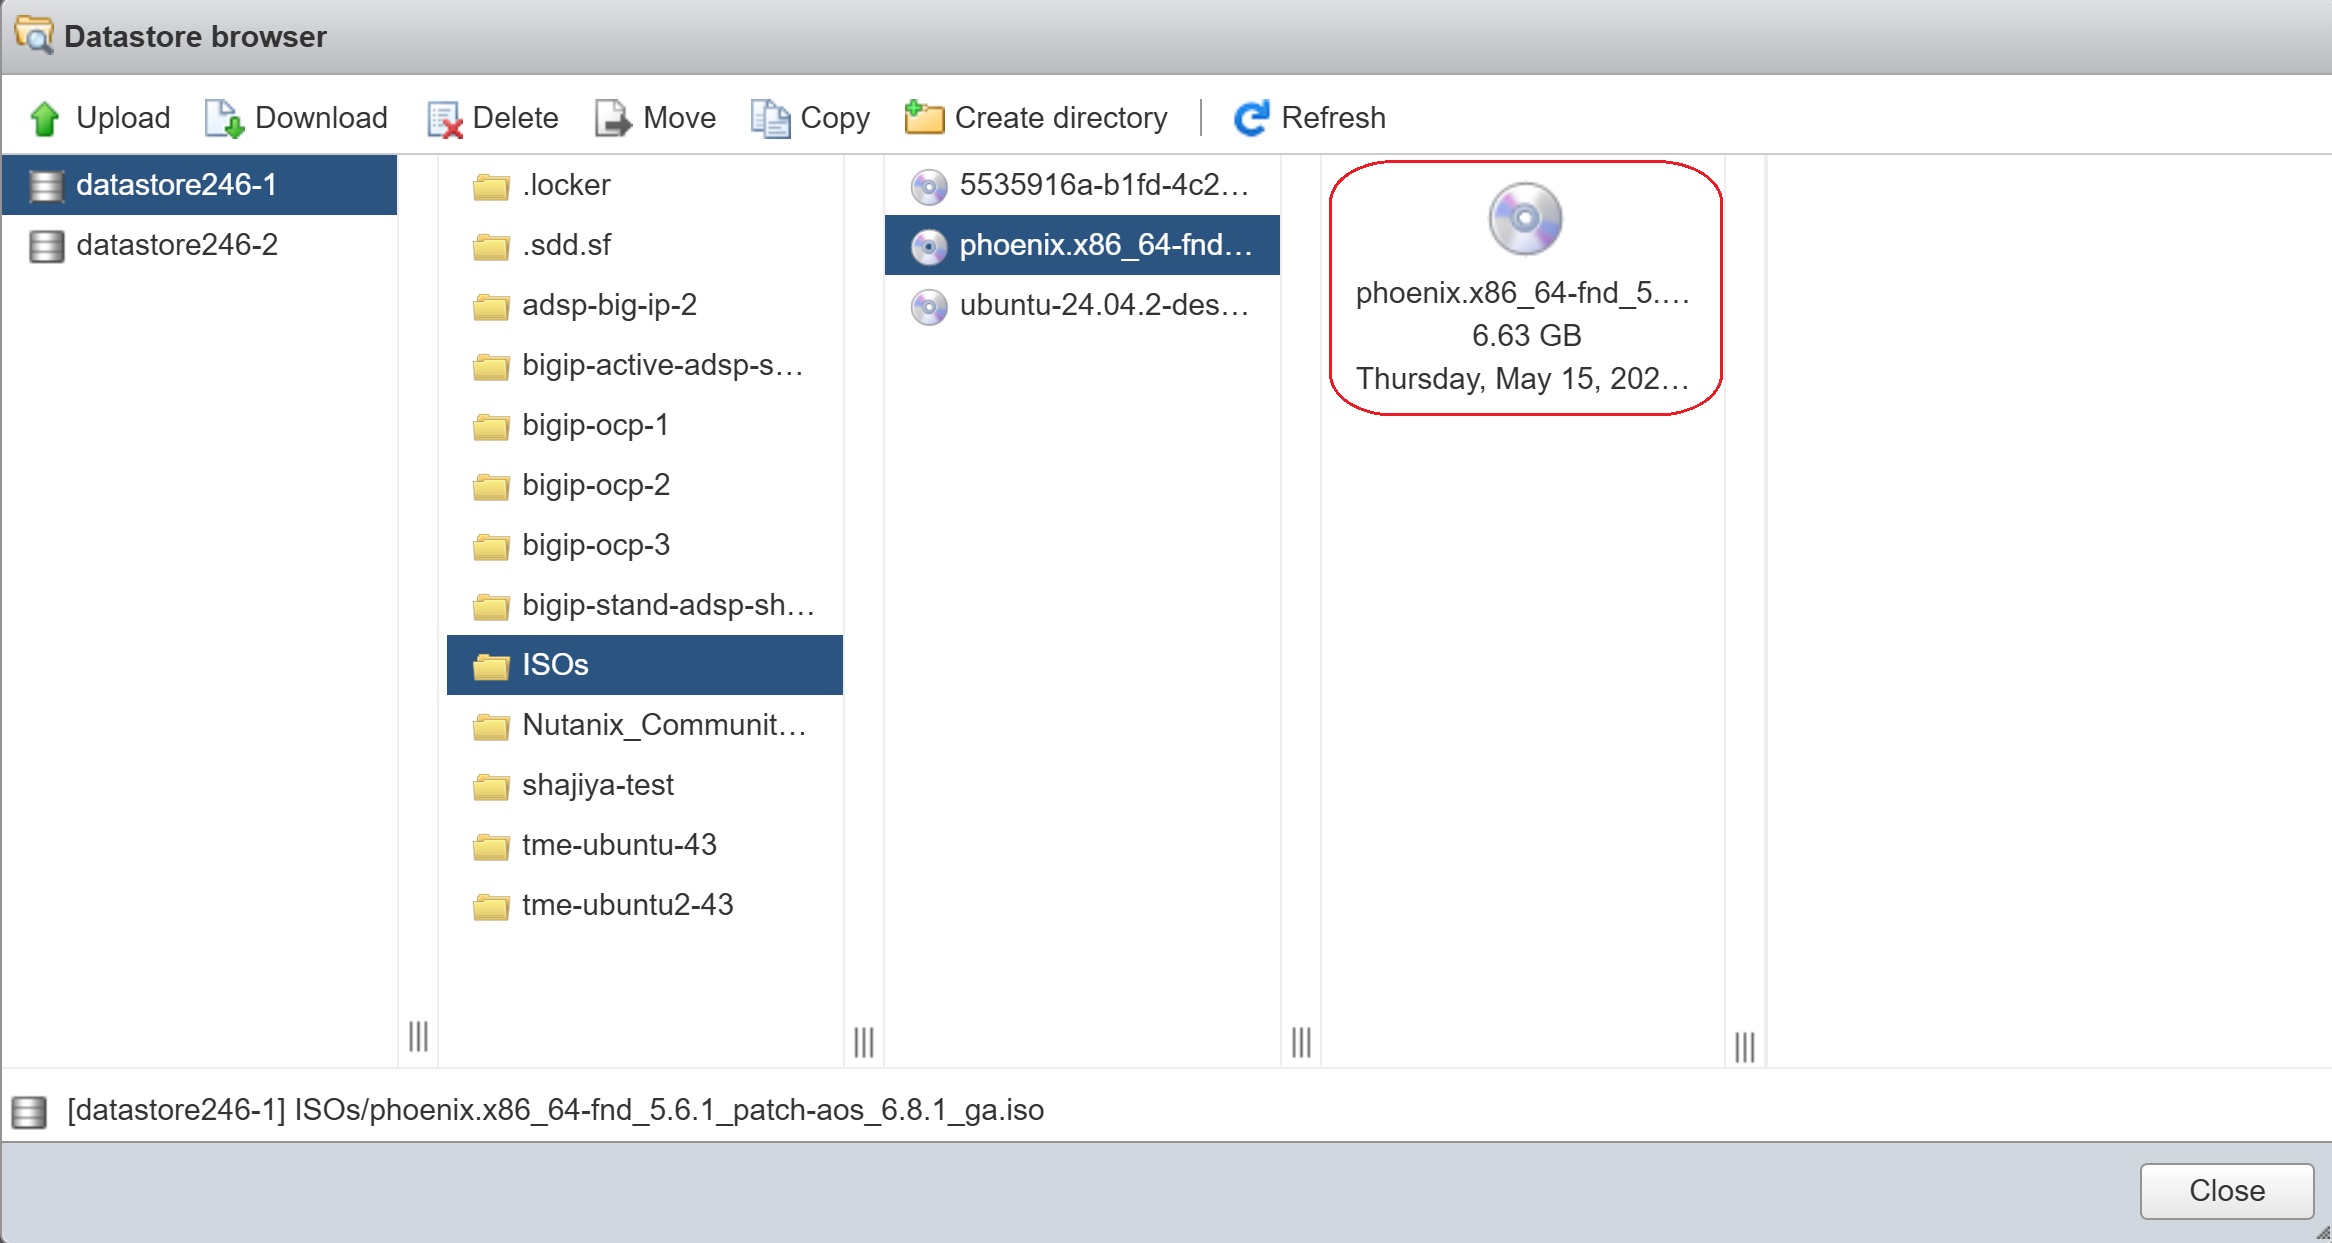 Datastore browser
Upload Download Delete Move Copy Create directory Refresh
datastore246-1
datastore246-2
.locker
.sdd.sf
adsp-big-ip-2
bigip-active-adsp-s...
bigip-ocp-1
bigip-ocp-2
bigip-ocp-3
bigip-stand-adsp-sh...
ISOs
Nutanix_Communit...
shajiya-test
tme-ubuntu-43
tme-ubuntu2-43
5535916a-b1fd-4c2...
phoenix.x86_64-fnd...
ubuntu-24.04.2-des...
phoenix.x86_64-fnd_5....
6.63 GB
Thursday, May 15, 202...
[datastore246-1] ISOs/phoenix.x86_64-fnd_5.6.1_patch-aos_6.8.1_ga.iso
Close